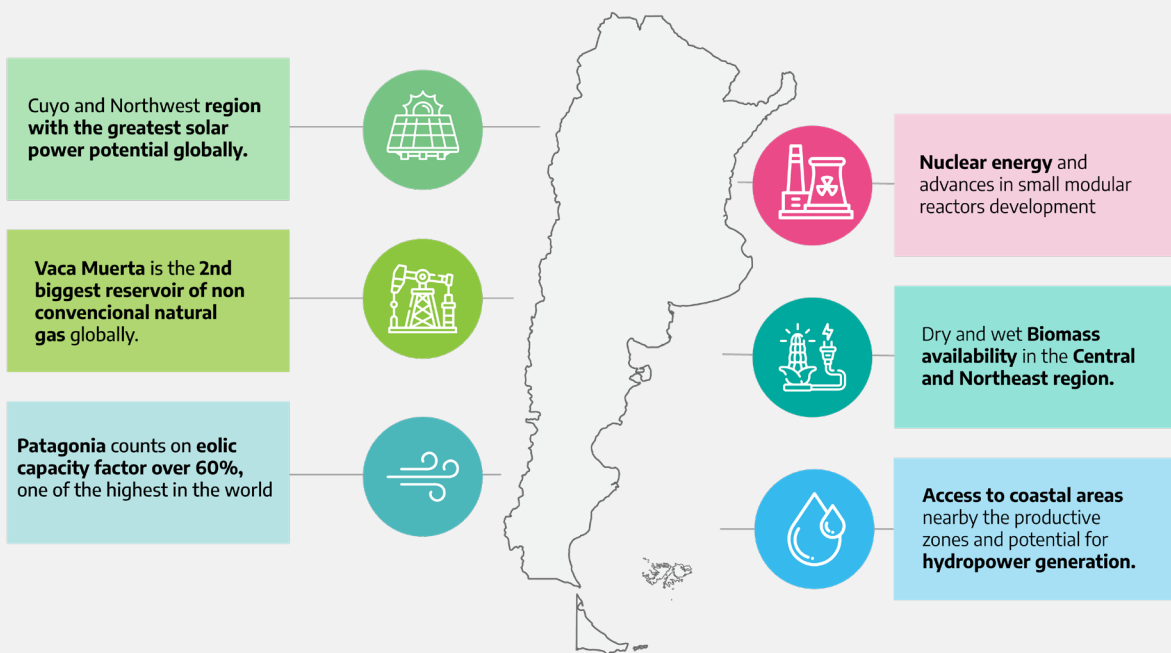 Cuyo and Northwest region
with the greatest solar
power potential globally.
Vaca Muerta is the 2nd
biggest reservoir of non
convencional natural
gas globally.
Patagonia counts on eolic
capacity factor over 60%,
one of the highest in the world
Nuclear energy and
advances in small modular
reactors development
Dry and wet Biomass
availability in the Central
and Northeast region.
Access to coastal areas
nearby the productive
zones and potential for
hydropower generation.